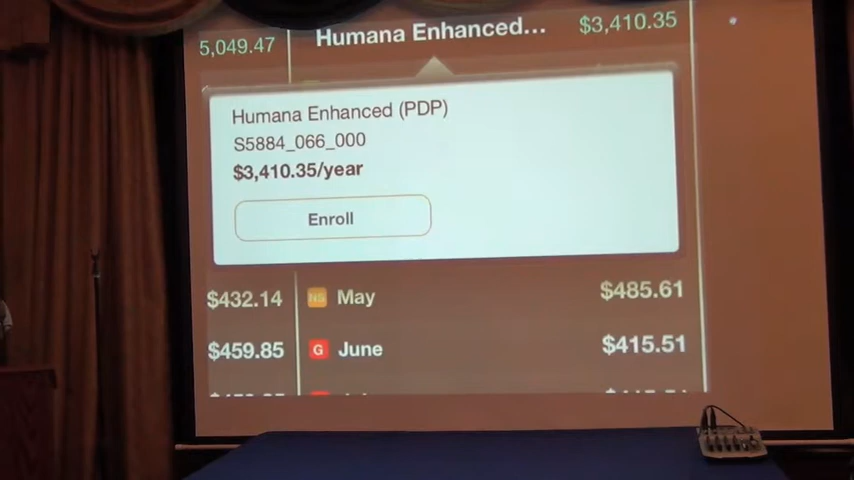 5,049.47
Humana Enhanced... $3,410.35
Humana Enhanced (PDP)
S5884_066_000
$3,410.35/year
Enroll
$432.14 NS May $485.61
$459.85 G June $415.51